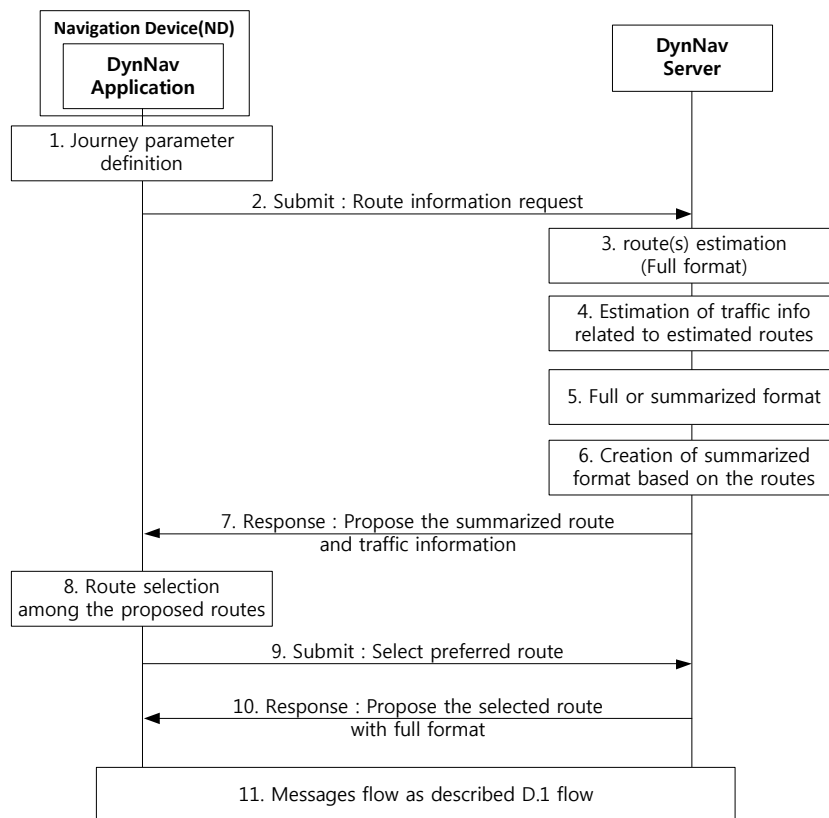 Navigation Device(ND)
DynNav
Application
DynNav
Server
1. Journey parameter
definition
2. Submit : Route information request
3. route(s) estimation
(Full format)
4. Estimation of traffic info
related to estimated routes
5. Full or summarized format
6. Creation of summarized
format based on the routes
7. Response : Propose the summarized route
and traffic information
8. Route selection
among the proposed routes
9. Submit : Select preferred route
10. Response : Propose the selected route
with full format
11. Messages flow as described D.1 flow